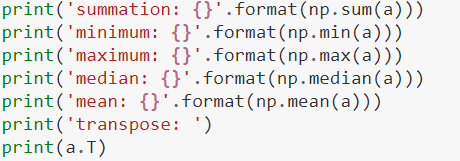 print('summation: {}'.format(np.sum(a)))
print('minimum: {}'.format(np.min(a)))
print('maximum: {}'.format(np.max(a)))
print('median: {}'.format(np.median(a)))
print('mean: {}'.format(np.mean(a)))
print('transpose: ')
print(a.T)